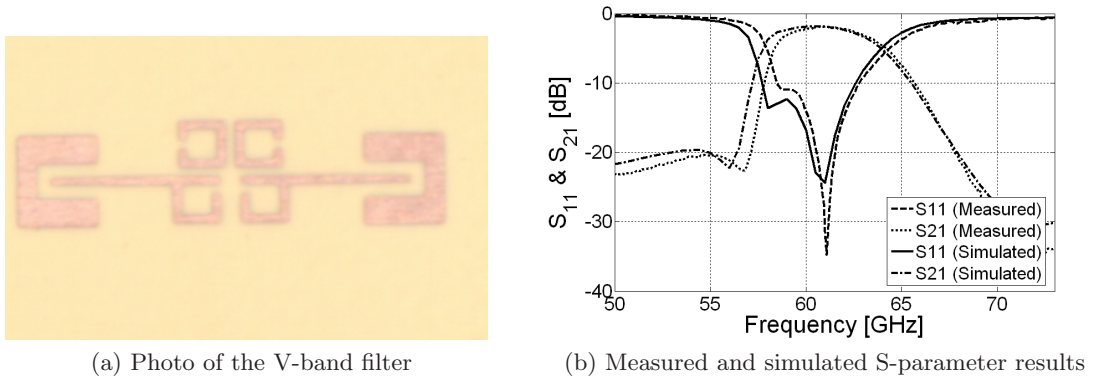 0
-10
-20
-30
-40
50
55
60
65
70
S11 & S21 [dB]
Frequency [GHz]
S11 (Measured)
S21 (Measured)
S11 (Simulated)
S21 (Simulated)
(a) Photo of the V-band filter
(b) Measured and simulated S-parameter results